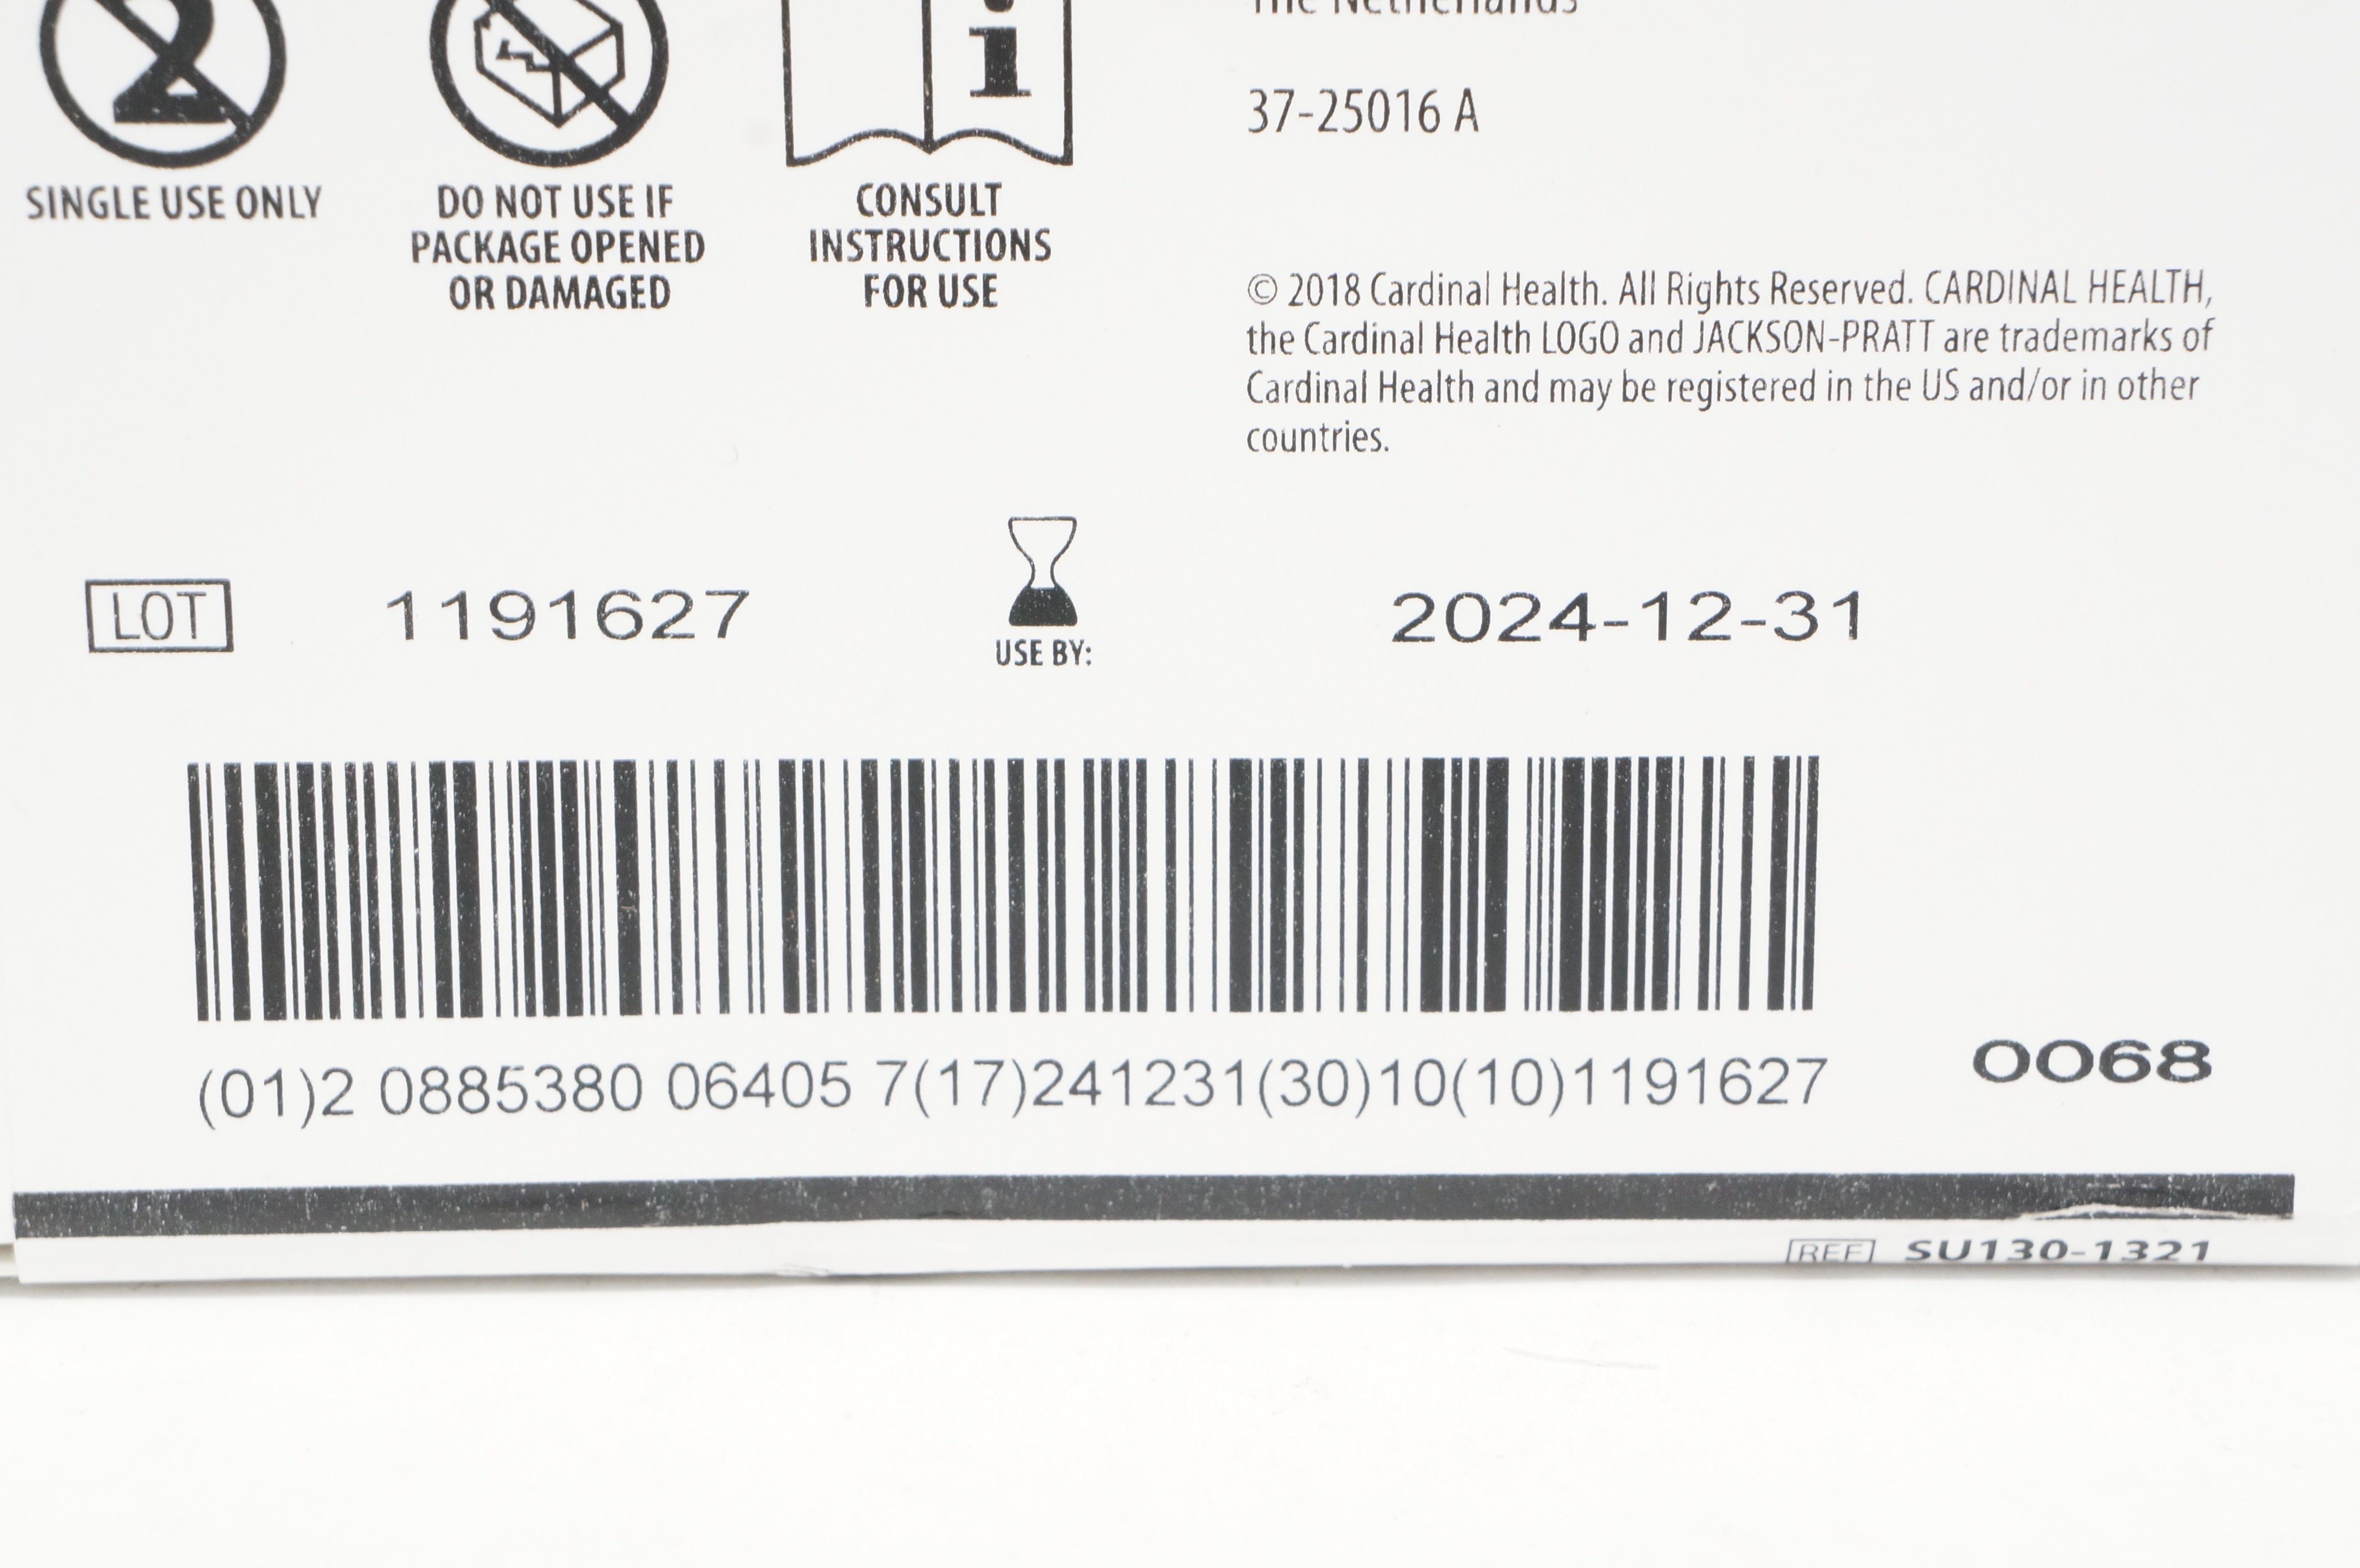 The Netherlands
37-25016 A
SINGLE USE ONLY
DO NOT USE IF
PACKAGE OPENED
OR DAMAGED
CONSULT
INSTRUCTIONS
FOR USE
© 2018 Cardinal Health. All Rights Reserved. CARDINAL HEALTH,
the Cardinal Health LOGO and JACKSON-PRATT are trademarks of
Cardinal Health and may be registered in the US and/or in other
countries.
LOT 1191627
USE BY: 2024-12-31
(01)2 0885380 06405 7(17)241231(30)10(10)1191627
0068
REF SU130-1321